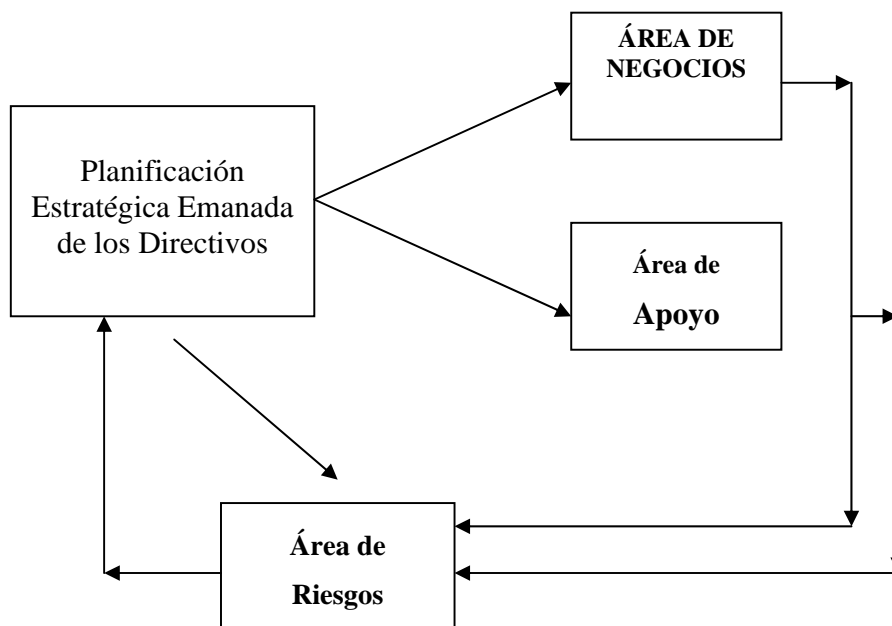 ÁREA DE
NEGOCIOS
Planificación
Estratégica Emanada
de los Directivos
Área de
Apoyo
Área de
Riesgos